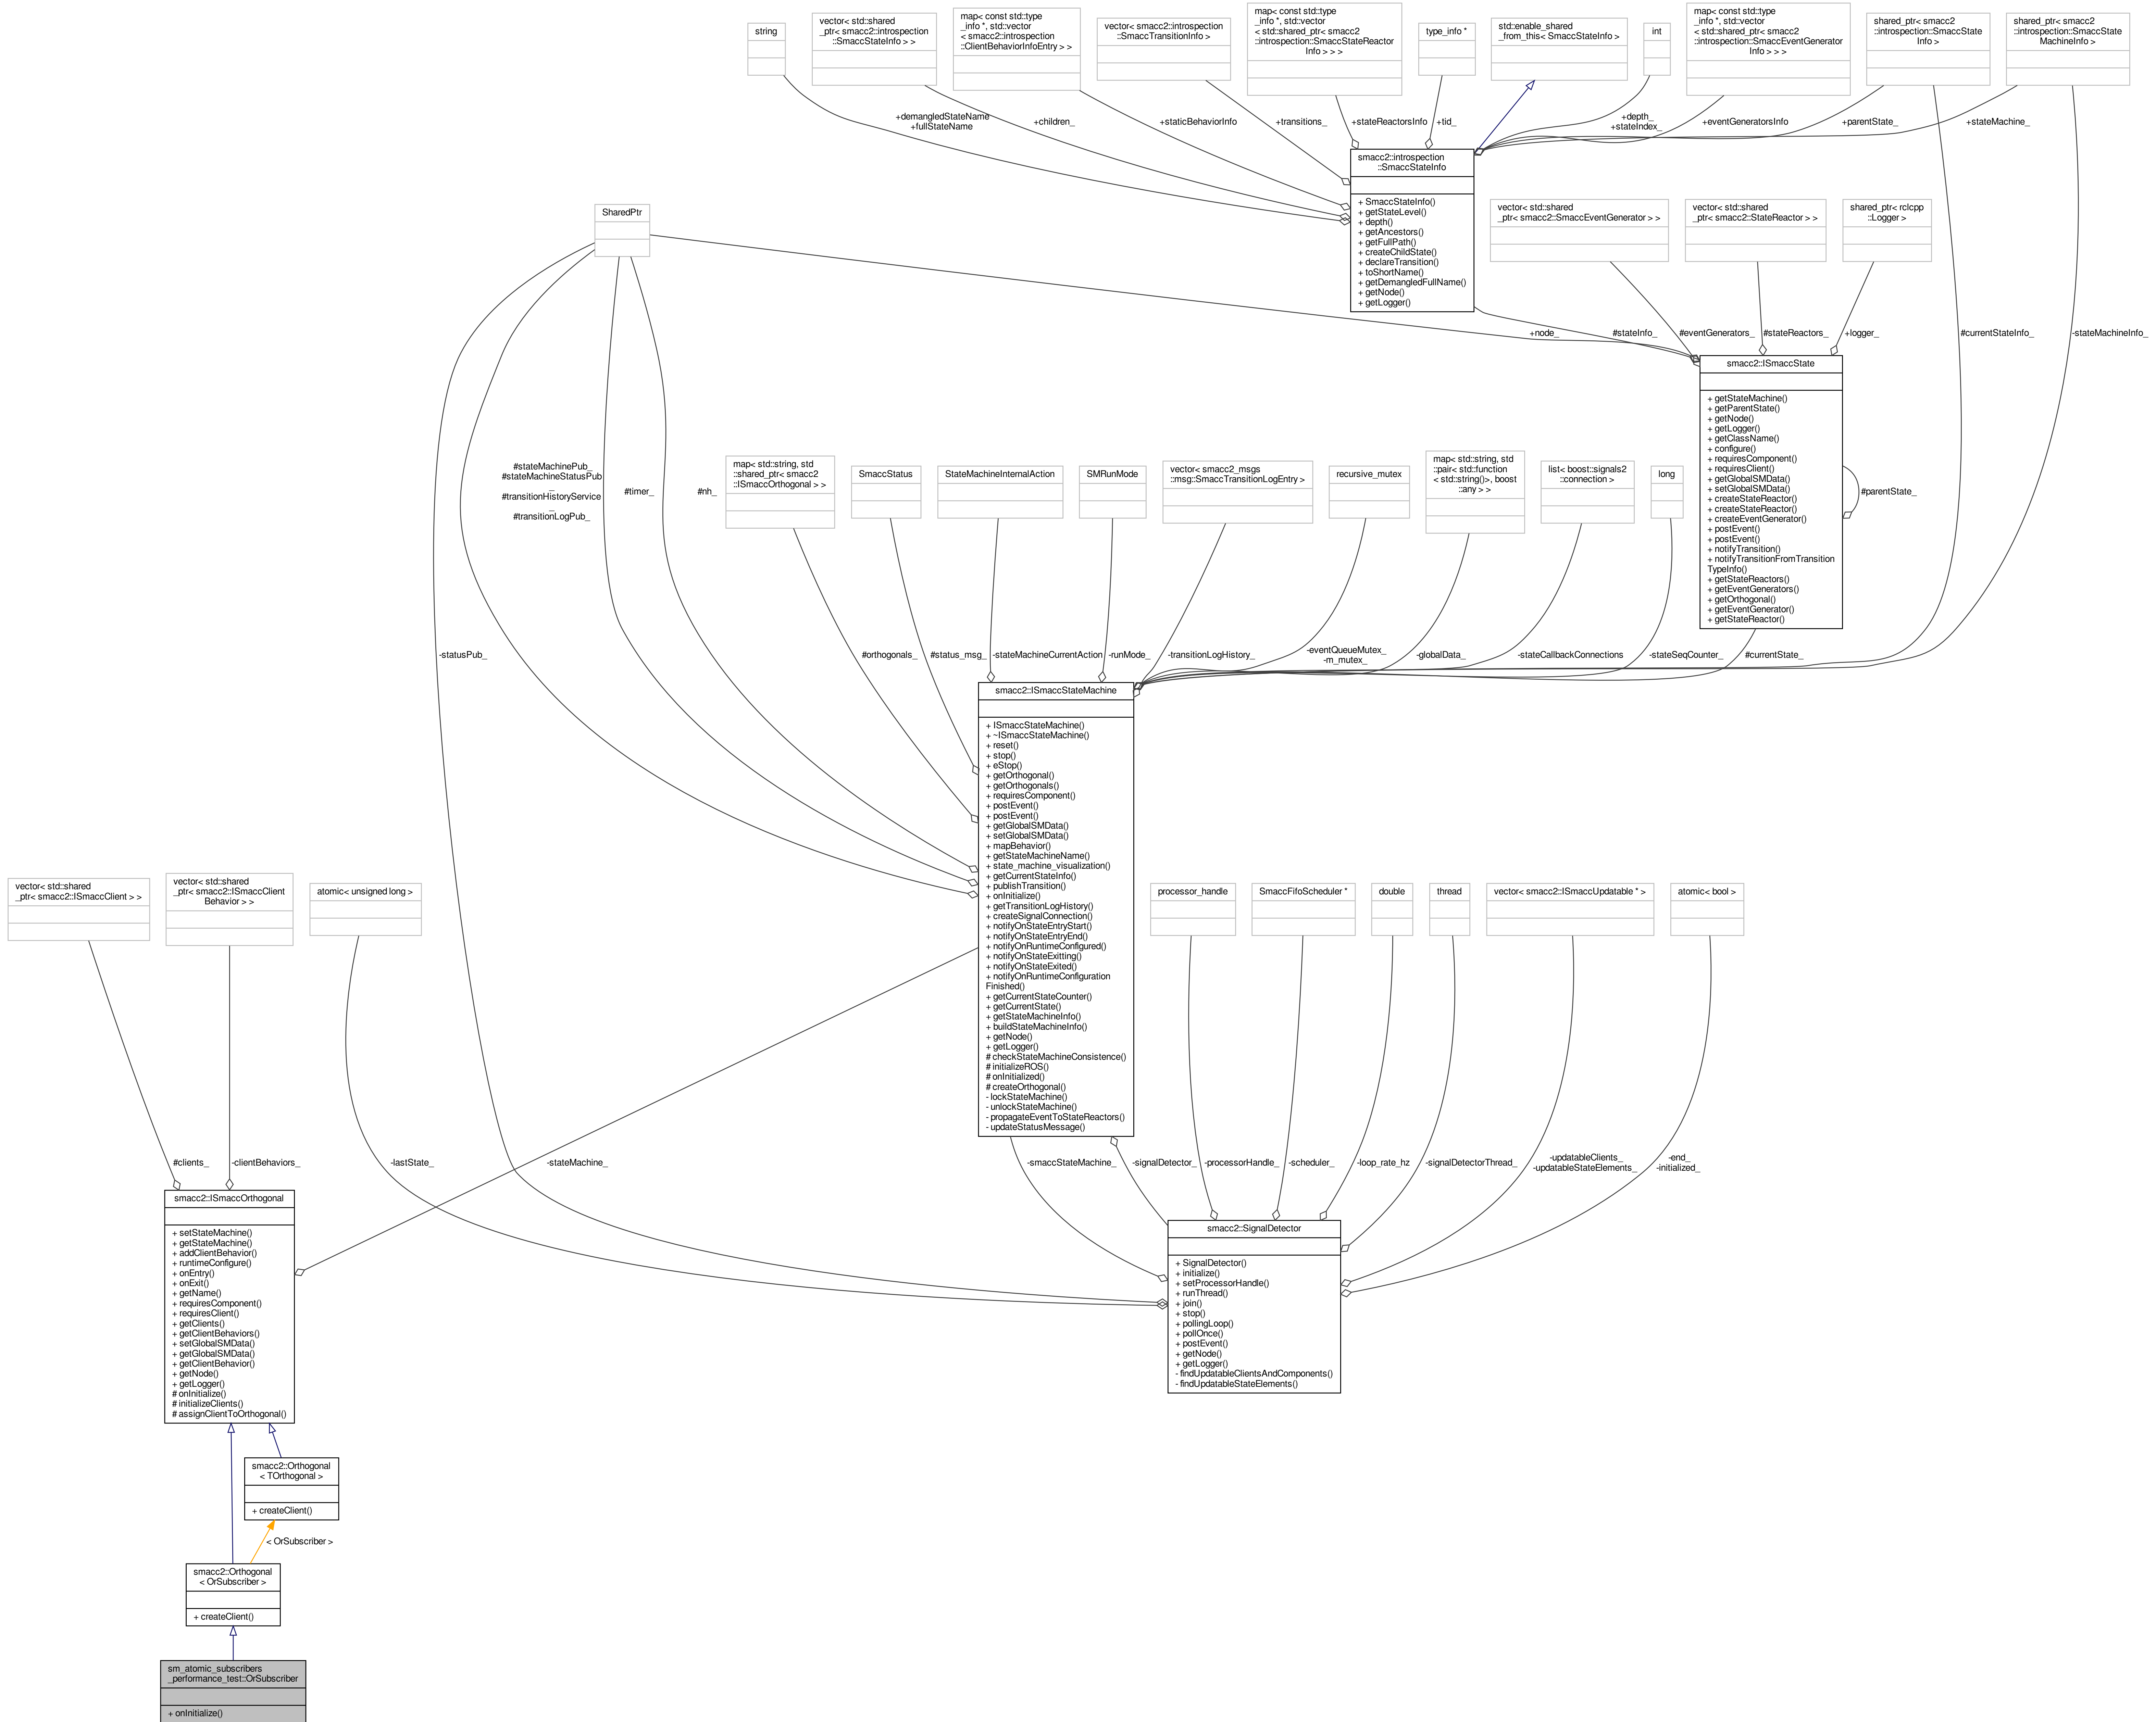 string
vector< std::shared
_ptr< smacc2::introspection
::SmaccStateInfo > >
map< const std::type
_info *, std::vector
< smacc2::introspection
::ClientBehaviorInfoEntry > >
vector< smacc2::introspection
::SmaccTransitionInfo >
map< const std::type
_info *, std::vector
< std::shared_ptr< smacc2
::introspection::SmaccStateReactor
Info > > >
type_info *
std::enable_shared
_from_this< SmaccStateInfo >
int
map< const std::type
_info *, std::vector
< std::shared_ptr< smacc2
::introspection::SmaccEventGenerator
Info > > >
shared_ptr< smacc2
::introspection::SmaccState
Info >
shared_ptr< smacc2
::introspection::SmaccState
MachineInfo >
+demangledStateName
+fullStateName
+children_
+staticBehaviorInfo
+transitions_
+stateReactorsInfo
+tid_
+depth_
+stateIndex_
+eventGeneratorsInfo
+parentState_
+stateMachine_
smacc2::introspection
::SmaccStateInfo
+ SmaccStateInfo()
+ getStateLevel()
+ depth()
+ getAncestors()
+ getFullPath()
+ createChildState()
+ declareTransition()
+ toShortName()
+ getDemangledFullName()
+ getNode()
+ getLogger()
SharedPtr
vector< std::shared
_ptr< smacc2::SmaccEventGenerator > >
vector< std::shared
_ptr< smacc2::StateReactor > >
shared_ptr< rclcpp
::Logger >
+node_
#stateInfo_
#eventGenerators_
#stateReactors_
+logger_
#currentStateInfo_
-stateMachineInfo_
smacc2::ISmaccState
+ getStateMachine()
+ getParentState()
+ getNode()
+ getLogger()
+ getClassName()
+ configure()
+ requiresComponent()
+ requiresClient()
+ getGlobalSMData()
+ setGlobalSMData()
+ createStateReactor()
+ createStateReactor()
+ createEventGenerator()
+ postEvent()
+ postEvent()
+ notifyTransition()
+ notifyTransitionFromTransition
TypeInfo()
+ getStateReactors()
+ getEventGenerators()
+ getOrthogonal()
+ getEventGenerator()
+ getStateReactor()
#parentState_
#stateMachinePub_
#stateMachineStatusPub
_
#transitionHistoryService
_
#transitionLogPub_
#timer_
#nh_
map< std::string, std
::shared_ptr< smacc2
::ISmaccOrthogonal > >
SmaccStatus
StateMachineInternalAction
SMRunMode
vector< smacc2_msgs
::msg::SmaccTransitionLogEntry >
recursive_mutex
map< std::string, std
::pair< std::function
< std::string()>, boost
::any > >
list< boost::signals2
::connection >
long
-statusPub_
#orthogonals_
#status_msg_
-stateMachineCurrentAction
-runMode_
-transitionLogHistory_
-eventQueueMutex_
-m_mutex_
-globalData_
-stateCallbackConnections
-stateSeqCounter_
#currentState_
smacc2::ISmaccStateMachine
+ ISmaccStateMachine()
+ ~ISmaccStateMachine()
+ reset()
+ stop()
+ eStop()
+ getOrthogonal()
+ getOrthogonals()
+ requiresComponent()
+ postEvent()
+ postEvent()
+ getGlobalSMData()
+ setGlobalSMData()
+ mapBehavior()
+ getStateMachineName()
+ state_machine_visualization()
+ getCurrentStateInfo()
+ publishTransition()
+ onInitialize()
+ getTransitionLogHistory()
+ createSignalConnection()
+ notifyOnStateEntryStart()
+ notifyOnStateEntryEnd()
+ notifyOnRuntimeConfigured()
+ notifyOnStateExitting()
+ notifyOnStateExited()
+ notifyOnRuntimeConfiguration
Finished()
+ getCurrentStateCounter()
+ getCurrentState()
+ getStateMachineInfo()
+ buildStateMachineInfo()
+ getNode()
+ getLogger()
# checkStateMachineConsistence()
# initializeROS()
# onInitialized()
# createOrthogonal()
- lockStateMachine()
- unlockStateMachine()
- propagateEventToStateReactors()
- updateStatusMessage()
vector< std::shared
_ptr< smacc2::ISmaccClient > >
vector< std::shared
_ptr< smacc2::ISmaccClient
Behavior > >
atomic< unsigned long >
processor_handle
SmaccFifoScheduler *
double
thread
vector< smacc2::ISmaccUpdatable * >
atomic< bool >
#clients_
-clientBehaviors_
-lastState_
-stateMachine_
-smaccStateMachine_
-signalDetector_
-processorHandle_
-scheduler_
-loop_rate_hz
-signalDetectorThread_
-updatableClients_
-updatableStateElements_
-end_
-initialized_
smacc2::ISmaccOrthogonal
+ setStateMachine()
+ getStateMachine()
+ addClientBehavior()
+ runtimeConfigure()
+ onEntry()
+ onExit()
+ getName()
+ requiresComponent()
+ requiresClient()
+ getClients()
+ getClientBehaviors()
+ setGlobalSMData()
+ getGlobalSMData()
+ getClientBehavior()
+ getNode()
+ getLogger()
# onInitialize()
# initializeClients()
# assignClientToOrthogonal()
smacc2::SignalDetector
+ SignalDetector()
+ initialize()
+ setProcessorHandle()
+ runThread()
+ join()
+ stop()
+ pollingLoop()
+ pollOnce()
+ postEvent()
+ getNode()
+ getLogger()
- findUpdatableClientsAndComponents()
- findUpdatableStateElements()
smacc2::Orthogonal
< TOrthogonal >
+ createClient()
< OrSubscriber >
smacc2::Orthogonal
< OrSubscriber >
+ createClient()
sm_atomic_subscribers
_performance_test::OrSubscriber
+ onInitialize()